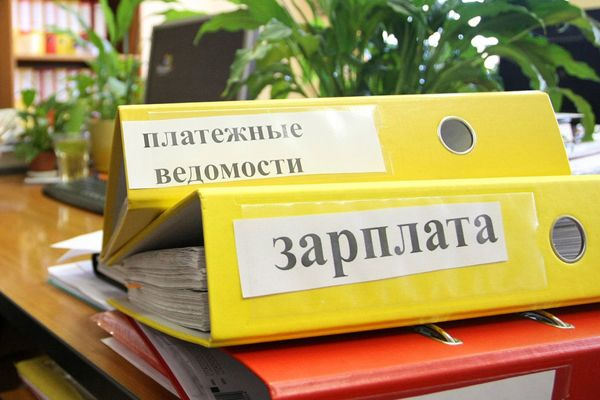 платежные
ведомости
зарплата